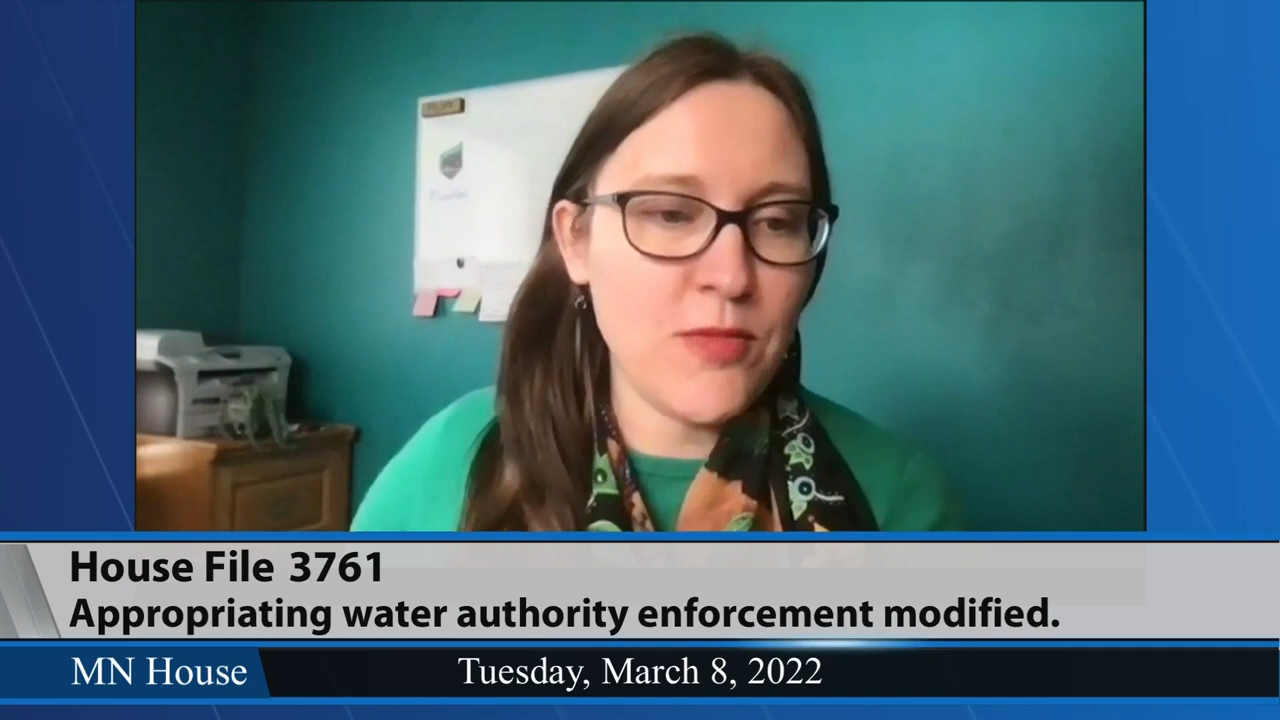 House File 3761
Appropriating water authority enforcement modified.
MN House
Tuesday, March 8, 2022